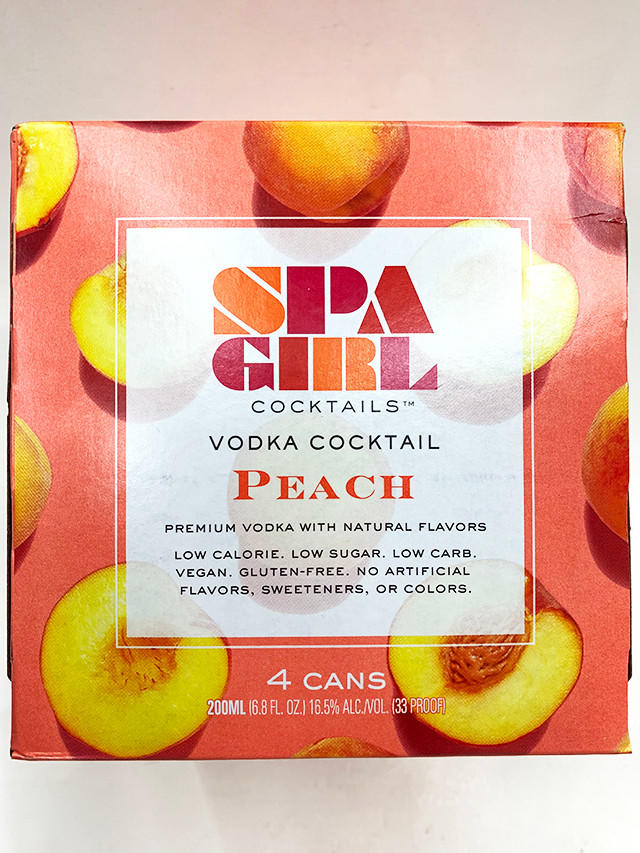 SPA
GIRL
COCKTAILS™
VODKA COCKTAIL
PEACH
PREMIUM VODKA WITH NATURAL FLAVORS
LOW CALORIE. LOW SUGAR. LOW CARB.
VEGAN. GLUTEN-FREE. NO ARTIFICIAL
FLAVORS, SWEETENERS, OR COLORS.
4 CANS
200ML (6.8 FL. OZ.) 16.5% ALC./VOL. (33 PROOF)